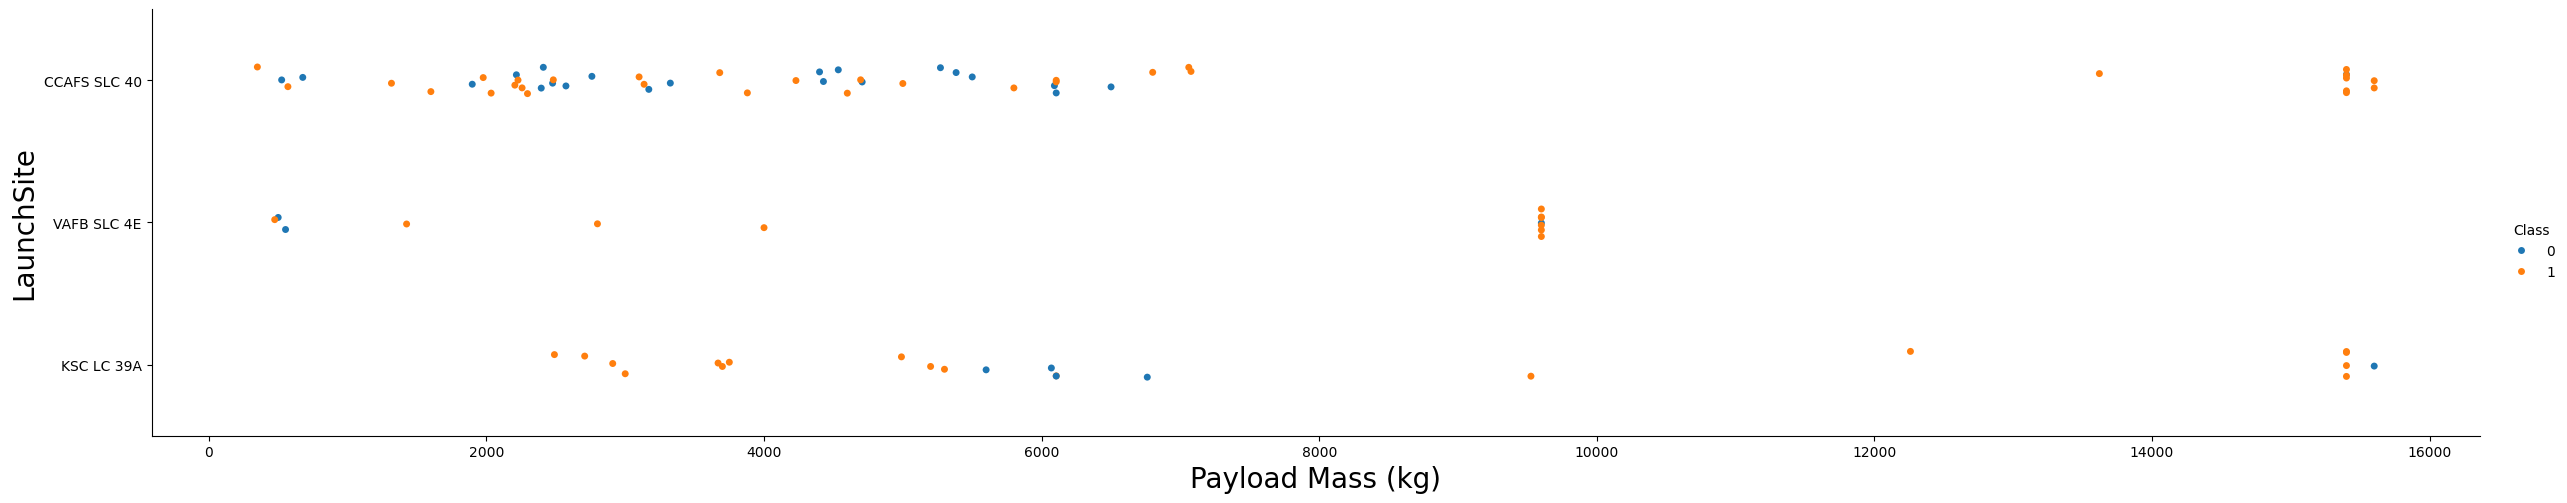 LaunchSite
CCAFS SLC 40
VAFB SLC 4E
KSC LC 39A
0 2000 4000 6000 8000 10000 12000 14000 16000
Payload Mass (kg)
Class
0
1